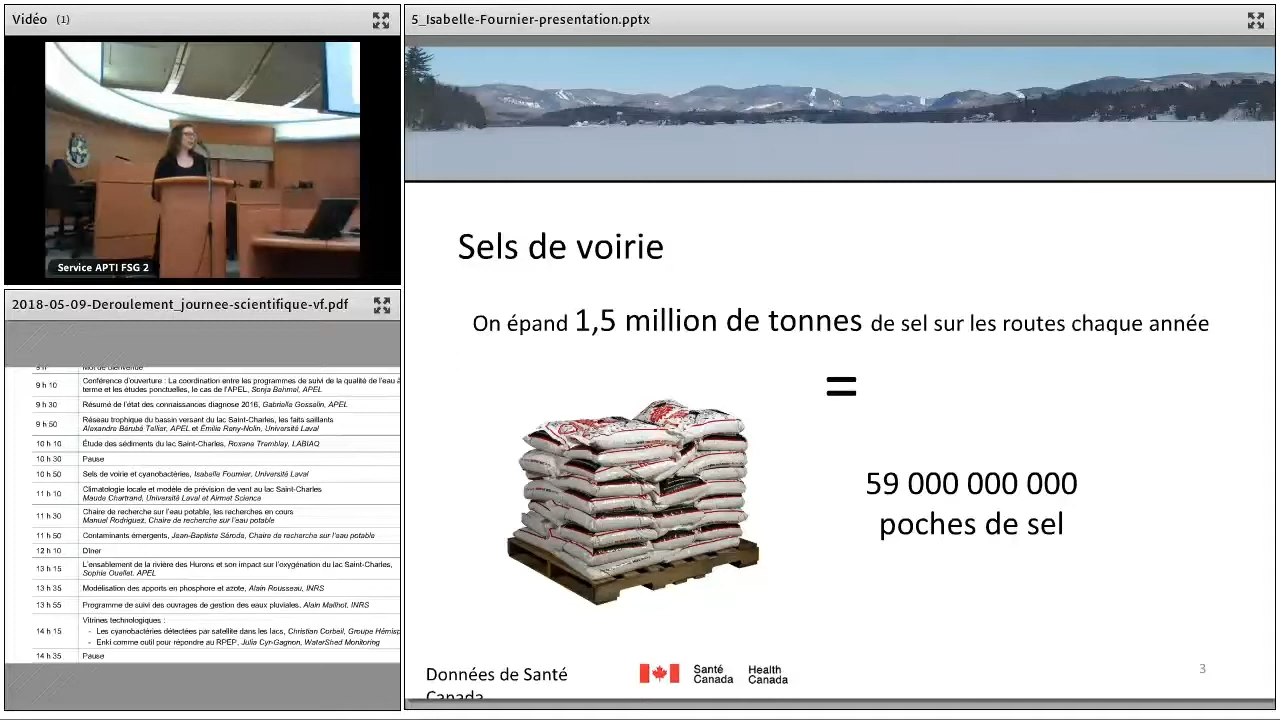 Vidéo (1)
Service APTI FSG 2
2018-05-09-Deroulement_journee-scientifique-vf.pdf
9 h 10 Conférence d'ouverture : La coordination entre les programmes de suivi de la qualité de l'eau à
terme et les études ponctuelles, le cas de l'APEL, Sonja Behmel, APEL
9 h 30 Résumé de l'état des connaissances diagnose 2016, Gabrielle Gosselin, APEL
9 h 50 Réseau trophique du bassin versant du lac Saint-Charles, les faits saillants
Alexandre Bérubé Tellier, APEL et Émilie Rany-Nolin, Université Laval
10 h 10 Étude des sédiments du lac Saint-Charles, Roxane Tremblay, LABIAQ
10 h 30 Pause
10 h 50 Sels de voirie et cyanobactéries, Isabelle Fournier, Université Laval
11 h 10 Climatologie locale et modèle de prévision de vent au lac Saint-Charles
Maude Chartrand, Université Laval et Airmet Science
11 h 30 Chaire de recherche sur l'eau potable, les recherches en cours
Manuel Rodriguez, Chaire de recherche sur l'eau potable
11 h 50 Contaminants émergents, Jean-Baptiste Sérode, Chaire de recherche sur l'eau potable
12 h 10 Dîner
13 h 15 L'ensablement de la rivière des Hurons et son impact sur l'oxygénation du lac Saint-Charles,
Sophie Ouellet, APEL
13 h 35 Modélisation des apports en phosphore et azote, Alain Rousseau, INRS
13 h 55 Programme de suivi des ouvrages de gestion des eaux pluviales, Alain Mailhot, INRS
14 h 15 Vitrines technologiques :
- Les cyanobactéries détectées par satellite dans les lacs, Christian Corbeil, Groupe Hémisp
- Enki comme outil pour répondre au RPEP, Julia Cyr-Gagnon, WaterShed Monitoring
14 h 35 Pause
5_Isabelle-Fournier-presentation.pptx
Sels de voirie
On épand 1,5 million de tonnes de sel sur les routes chaque année
=
59 000 000 000
poches de sel
Données de Santé
Canada
Santé Health
Canada Canada
3